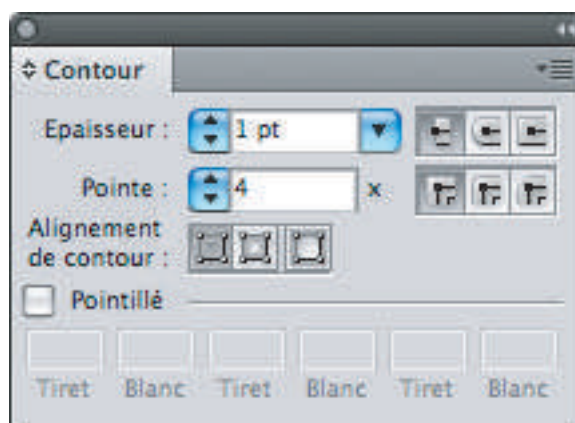 Contour
Epaisseur : 1 pt
Pointe : 4 x
Alignement
de contour :
Pointillé
Tiret Blanc Tiret Blanc Tiret Blanc